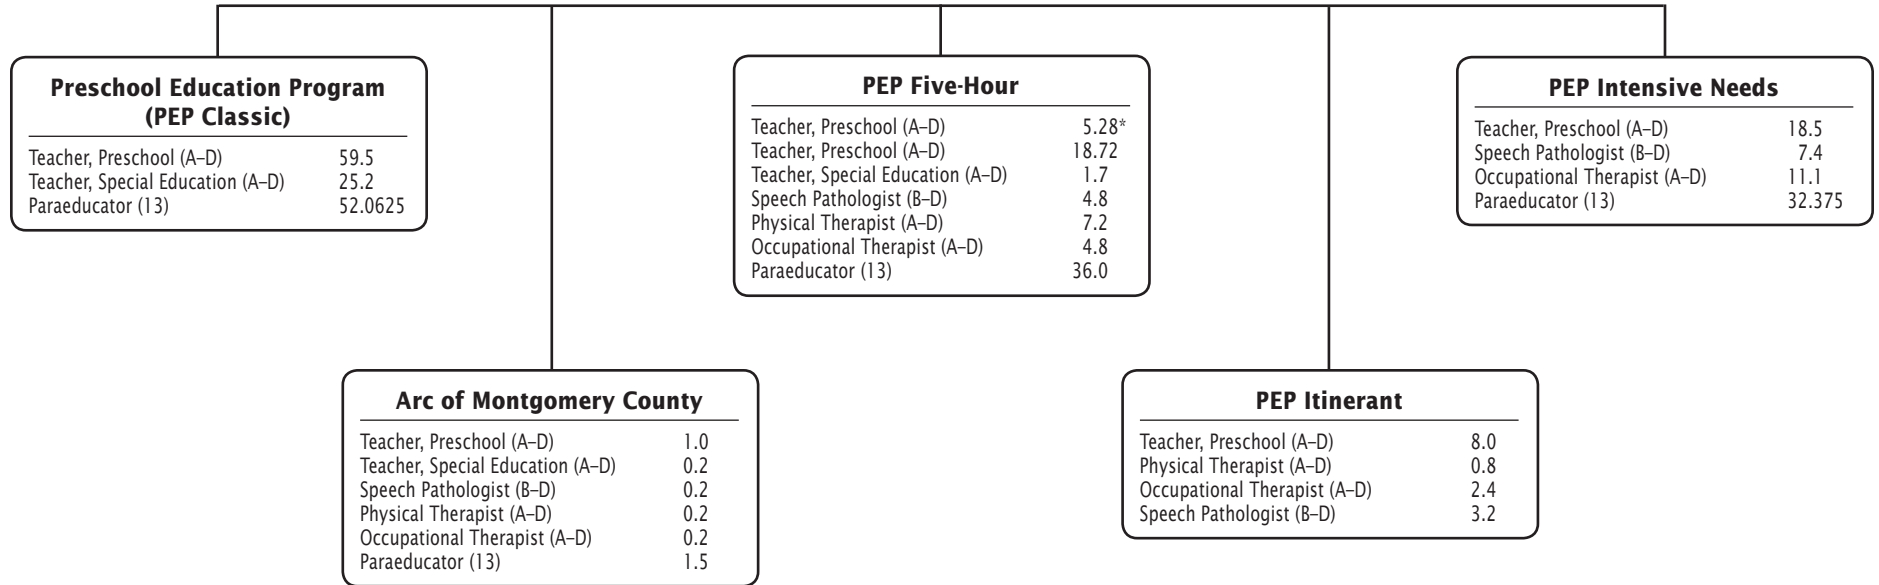 Preschool Education Program
(PEP Classic)
Teacher, Preschool (A–D) 59.5
Teacher, Special Education (A–D) 25.2
Paraeducator (13) 52.0625
PEP Five-Hour
Teacher, Preschool (A–D) 5.28*
Teacher, Preschool (A–D) 18.72
Teacher, Special Education (A–D) 1.7
Speech Pathologist (B–D) 4.8
Physical Therapist (A–D) 7.2
Occupational Therapist (A–D) 4.8
Paraeducator (13) 36.0
PEP Intensive Needs
Teacher, Preschool (A–D) 18.5
Speech Pathologist (B–D) 7.4
Occupational Therapist (A–D) 11.1
Paraeducator (13) 32.375
Arc of Montgomery County
Teacher, Preschool (A–D) 1.0
Teacher, Special Education (A–D) 0.2
Speech Pathologist (B–D) 0.2
Physical Therapist (A–D) 0.2
Occupational Therapist (A–D) 0.2
Paraeducator (13) 1.5
PEP Itinerant
Teacher, Preschool (A–D) 8.0
Physical Therapist (A–D) 0.8
Occupational Therapist (A–D) 2.4
Speech Pathologist (B–D) 3.2